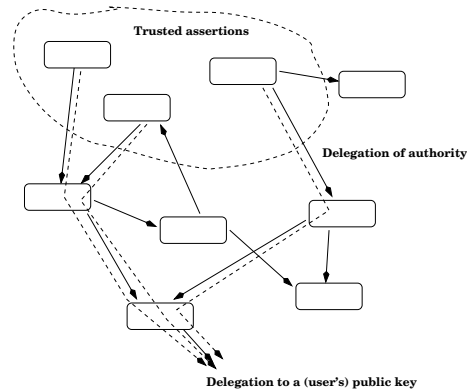 Trusted assertions
Delegation of authority
Delegation to a (user's) public key